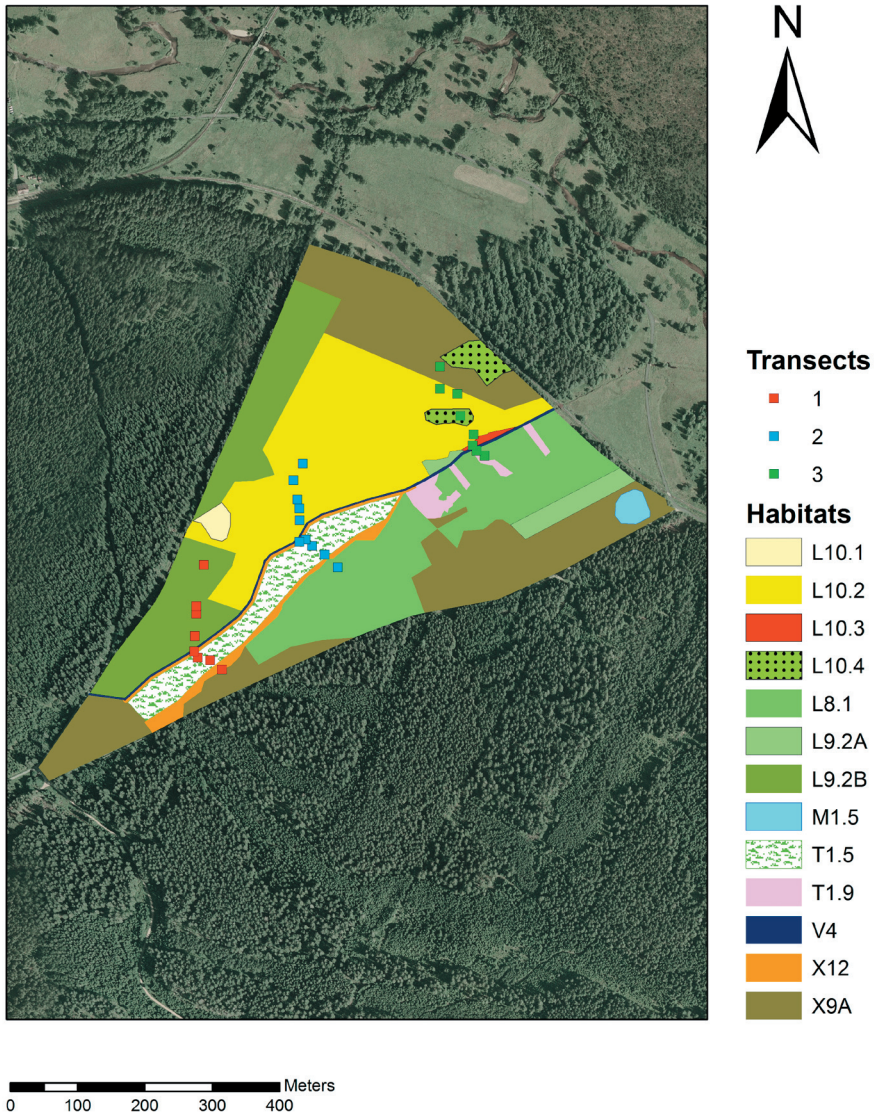 N
Transects
1
2
3
Habitats
L10.1
L10.2
L10.3
L10.4
L8.1
L9.2A
L9.2B
M1.5
T1.5
T1.9
V4
X12
X9A
Meters
0 100 200 300 400